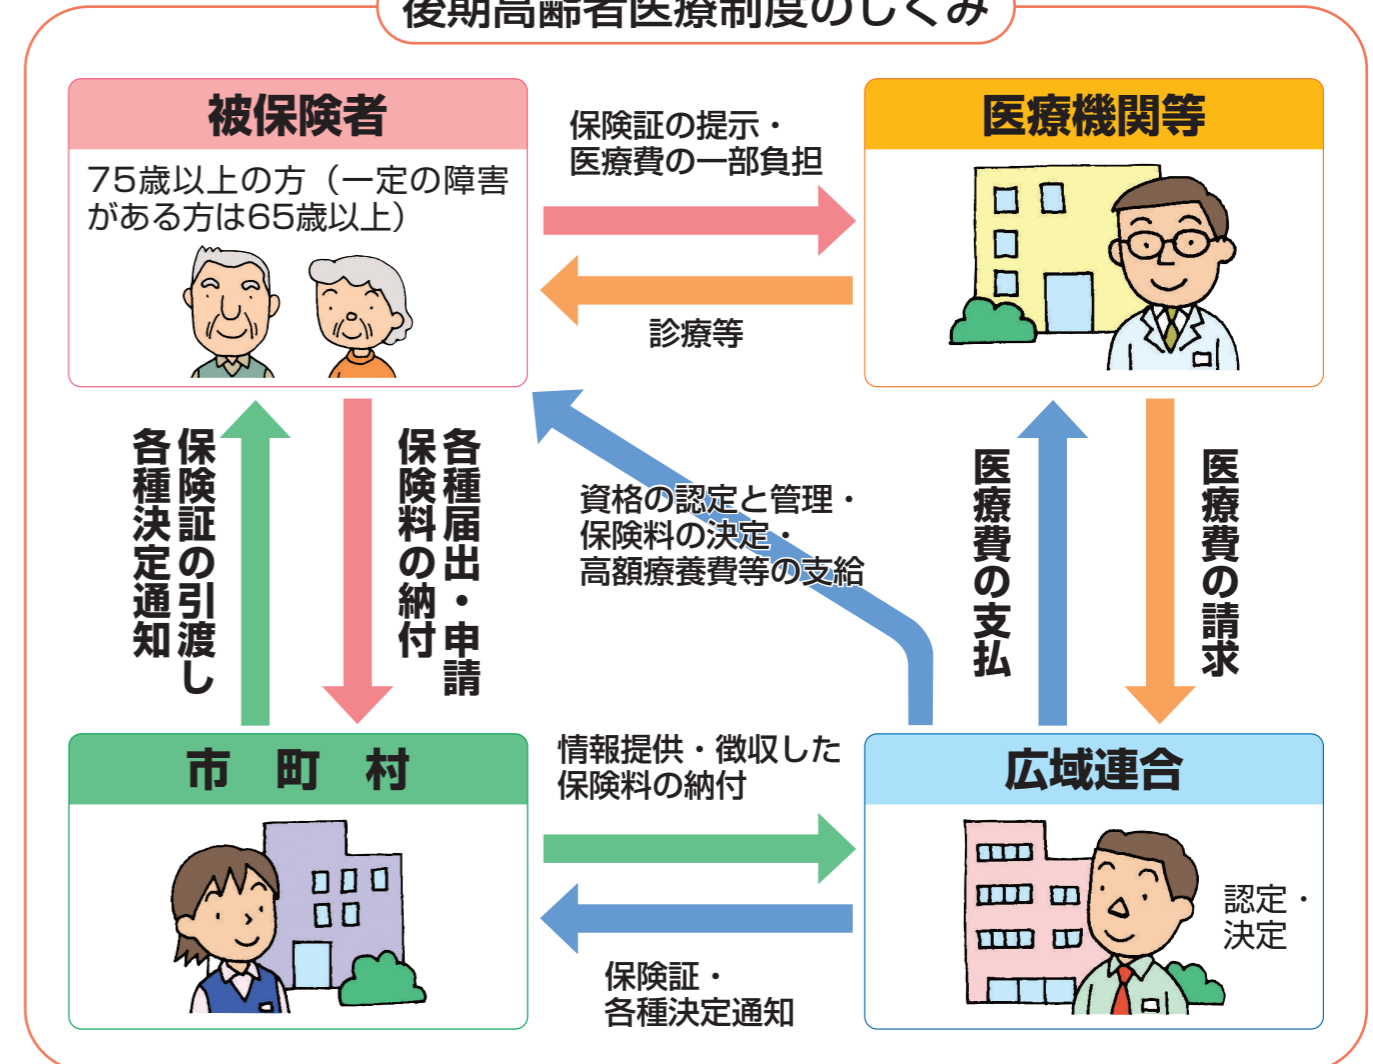 後期高齢者医療制度のしくみ
被保険者
75歳以上の方（一定の障害
がある方は65歳以上）
保険証の提示・
医療費の一部負担
診療等
医療機関等
保険証の引渡し
各種決定通知
各種届出・申請
保険料の納付
資格の認定と管理・
保険料の決定・
高額療養費等の支給
医療費の支払
医療費の請求
市町村
情報提供・徴収した
保険料の納付
保険証・
各種決定通知
広域連合
認定・
決定